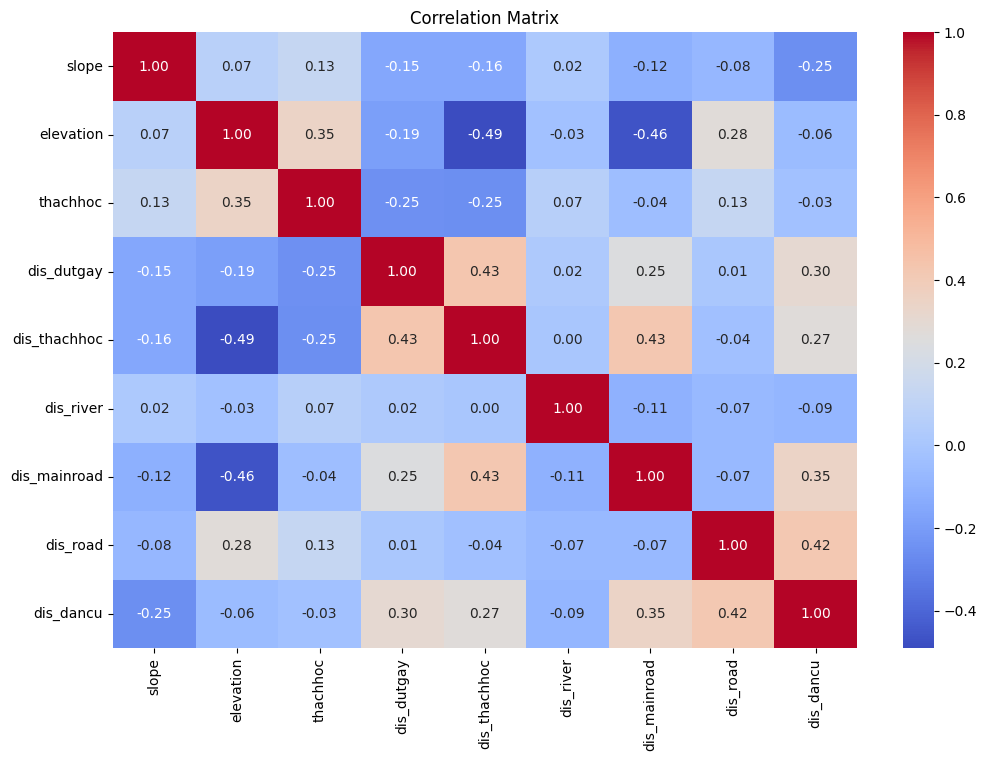 Correlation Matrix
slope 1.00 0.07 0.13 -0.15 -0.16 0.02 -0.12 -0.08 -0.25
elevation 0.07 1.00 0.35 -0.19 -0.49 -0.03 -0.46 0.28 -0.06
thachhoc 0.13 0.35 1.00 -0.25 -0.25 0.07 -0.04 0.13 -0.03
dis_dutgay -0.15 -0.19 -0.25 1.00 0.43 0.02 0.25 0.01 0.30
dis_thachhoc -0.16 -0.49 -0.25 0.43 1.00 0.00 0.43 -0.04 0.27
dis_river 0.02 -0.03 0.07 0.02 0.00 1.00 -0.11 -0.07 -0.09
dis_mainroad -0.12 -0.46 -0.04 0.25 0.43 -0.11 1.00 -0.07 0.35
dis_road -0.08 0.28 0.13 0.01 -0.04 -0.07 -0.07 1.00 0.42
dis_dancu -0.25 -0.06 -0.03 0.30 0.27 -0.09 0.35 0.42 1.00
slope elevation thachhoc dis_dutgay dis_thachhoc dis_river dis_mainroad dis_road dis_dancu
1.0
0.8
0.6
0.4
0.2
0.0
−0.2
−0.4